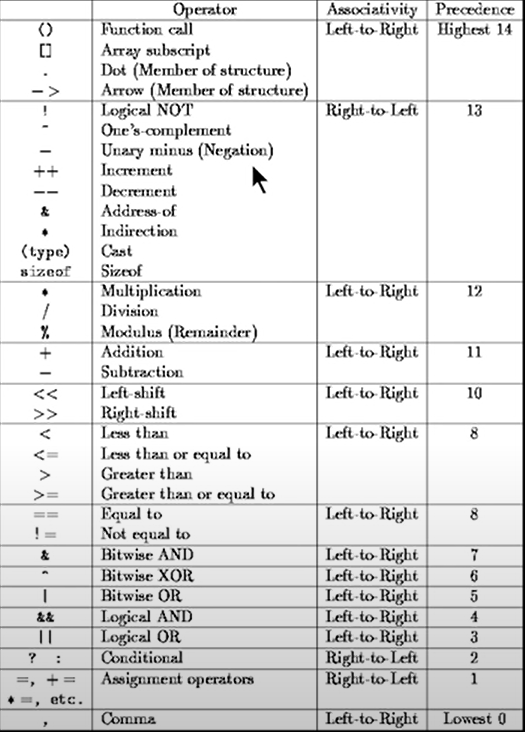 Operator Associativity Precedence
() Function call Left-to-Right Highest 14
[] Array subscript
. Dot (Member of structure)
-> Arrow (Member of structure)
! Logical NOT Right-to-Left 13
~ One's-complement
- Unary minus (Negation)
++ Increment
-- Decrement
& Address-of
* Indirection
(type) Cast
sizeof Sizeof
* Multiplication Left-to-Right 12
/ Division
% Modulus (Remainder)
+ Addition Left-to-Right 11
- Subtraction
<< Left-shift Left-to-Right 10
>> Right-shift
< Less than Left-to-Right 8
<= Less than or equal to
> Greater than
>= Greater than or equal to
== Equal to Left-to-Right 8
!= Not equal to
& Bitwise AND Left-to-Right 7
^ Bitwise XOR Left-to-Right 6
| Bitwise OR Left-to-Right 5
&& Logical AND Left-to-Right 4
|| Logical OR Left-to-Right 3
? : Conditional Right-to-Left 2
=, += Assignment operators Right-to-Left 1
*=, etc.
, Comma Left-to-Right Lowest 0